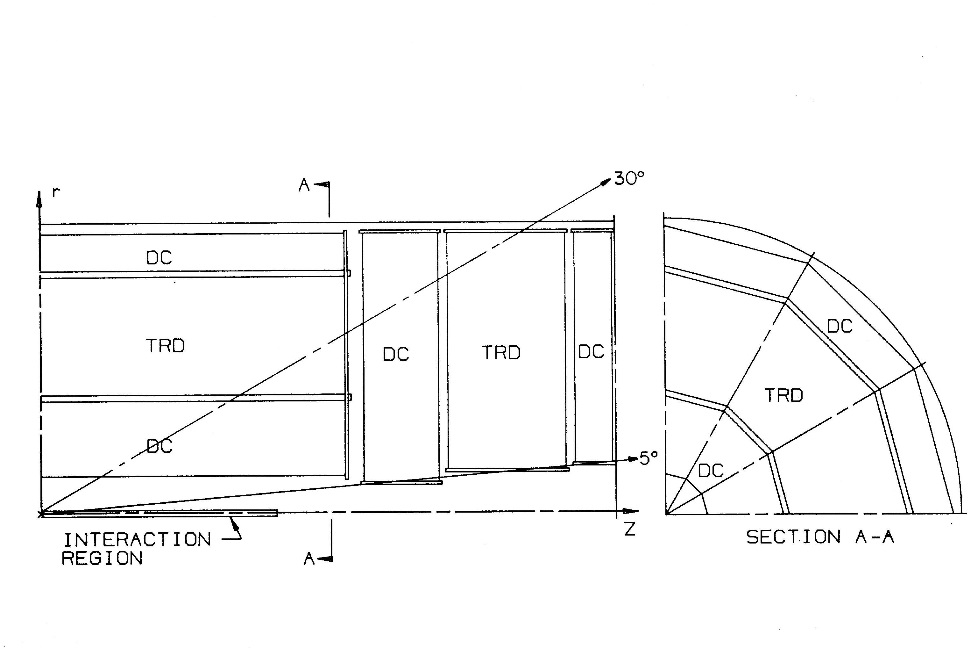 A
r
30°
DC
TRD
DC
DC
TRD
DC
5°
Z
INTERACTION
REGION
A
DC
TRD
DC
SECTION A-A